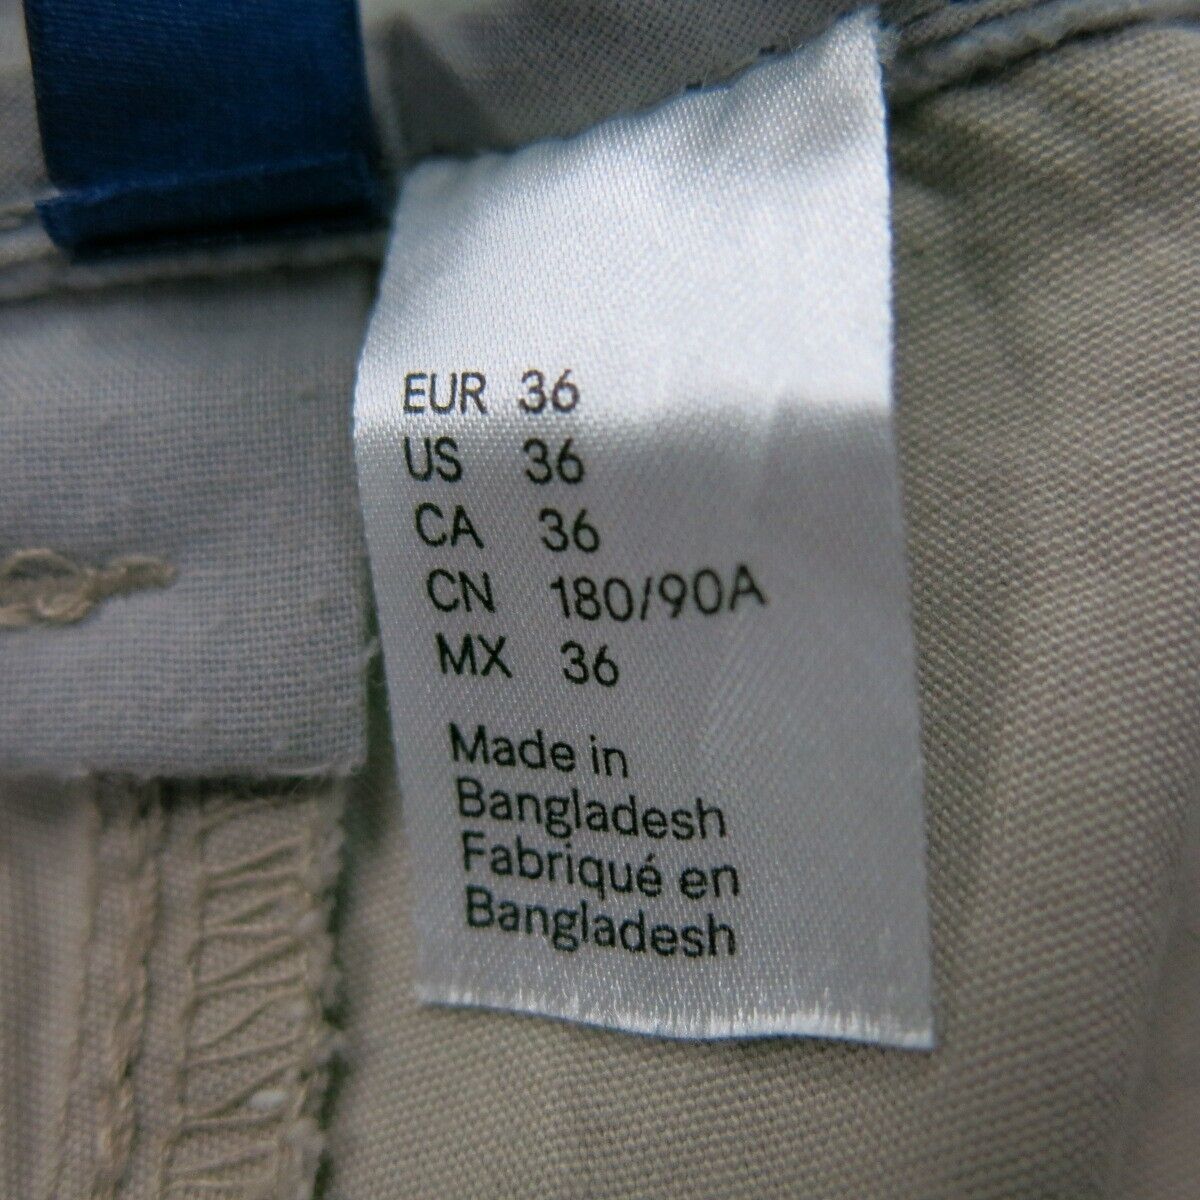 EUR 36
US 36
CA 36
CN 180/90A
MX 36
Made in
Bangladesh
Fabriqué en
Bangladesh